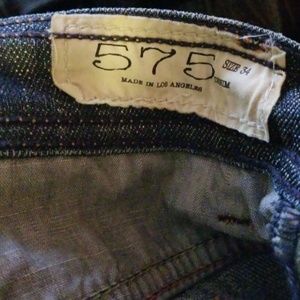 575
DENIM
MADE IN LOS ANGELES
SIZE 34